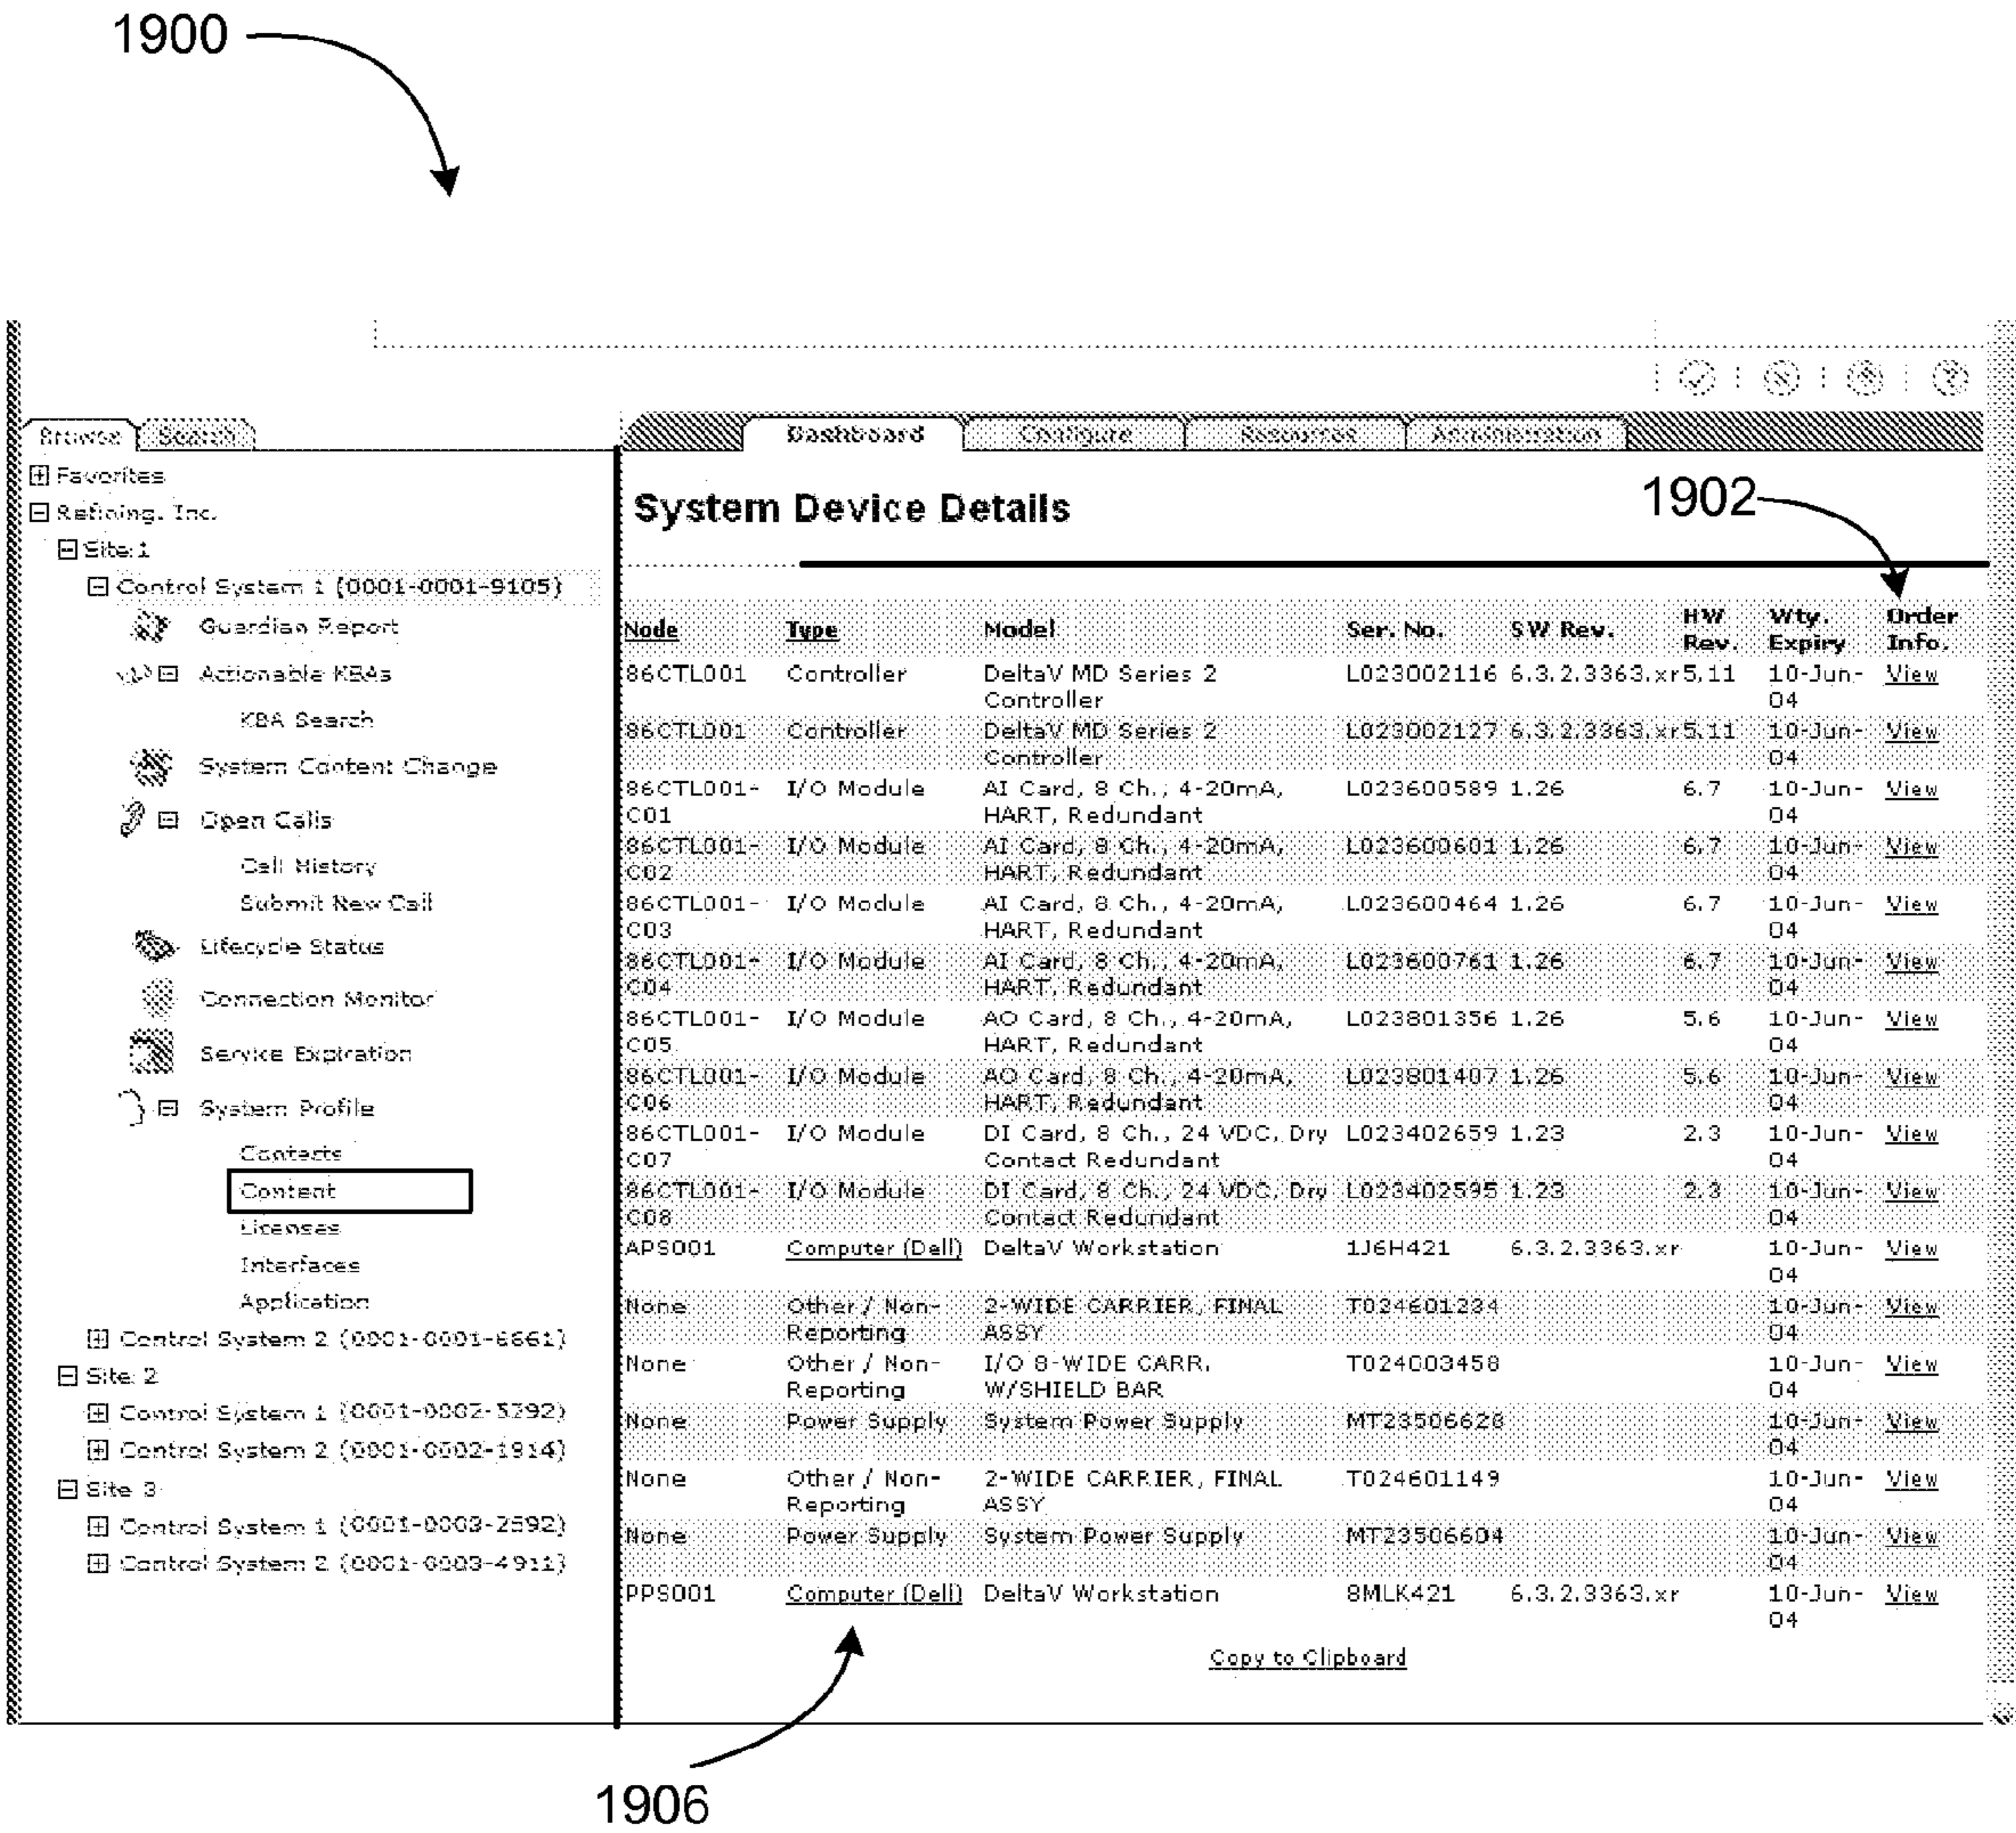 1900
Browse Search
Favorites
Refining, Inc.
Site 1
Control System 1 (0001-0001-9105)
Guardian Report
Actionable KBAs
KBA Search
System Content Change
Open Calls
Call History
Submit New Call
Lifecycle Status
Connection Monitor
Service Expiration
System Profile
Contacts
Content
Licenses
Interfaces
Application
Control System 2 (0001-0001-6661)
Site 2
Control System 1 (0001-0002-5292)
Control System 2 (0001-0002-1914)
Site 3
Control System 1 (0001-0003-2592)
Control System 2 (0001-0003-4911)
Dashboard Configure Resources Administration
System Device Details
1902
Node Type Model Ser. No. SW Rev. HW Rev. Wty. Expiry Order Info.
86CTL001 Controller DeltaV MD Series 2 L023002116 6.3.2.3363.xr 5.11 10-Jun- View
Controller 04
86CTL001 Controller DeltaV MD Series 2 L023002127 6.3.2.3363.xr 5.11 10-Jun- View
Controller 04
86CTL001- I/O Module AI Card, 8 Ch., 4-20mA, L023600589 1.26 6.7 10-Jun- View
C01 HART, Redundant 04
86CTL001- I/O Module AI Card, 8 Ch., 4-20mA, L023600601 1.26 6.7 10-Jun- View
C02 HART, Redundant 04
86CTL001- I/O Module AI Card, 8 Ch., 4-20mA, L023600464 1.26 6.7 10-Jun- View
C03 HART, Redundant 04
86CTL001- I/O Module AI Card, 8 Ch., 4-20mA, L023600761 1.26 6.7 10-Jun- View
C04 HART, Redundant 04
86CTL001- I/O Module AO Card, 8 Ch., 4-20mA, L023801356 1.26 5.6 10-Jun- View
C05 HART, Redundant 04
86CTL001- I/O Module AO Card, 8 Ch., 4-20mA, L023801407 1.26 5.6 10-Jun- View
C06 HART, Redundant 04
86CTL001- I/O Module DI Card, 8 Ch., 24 VDC, Dry L023402659 1.23 2.3 10-Jun- View
C07 Contact Redundant 04
86CTL001- I/O Module DI Card, 8 Ch., 24 VDC, Dry L023402595 1.23 2.3 10-Jun- View
C08 Contact Redundant 04
APS001 Computer (Dell) DeltaV Workstation 1J6H421 6.3.2.3363.xr 10-Jun- View
04
None Other / Non- 2-WIDE CARRIER, FINAL T024601234 10-Jun- View
Reporting ASSY 04
None Other / Non- I/O 8-WIDE CARR. T024003458 10-Jun- View
Reporting W/SHIELD BAR 04
None Power Supply System Power Supply MT23506628 10-Jun- View
04
None Other / Non- 2-WIDE CARRIER, FINAL T024601149 10-Jun- View
Reporting ASSY 04
None Power Supply System Power Supply MT23506604 10-Jun- View
04
PPS001 Computer (Dell) DeltaV Workstation 8MLK421 6.3.2.3363.xr 10-Jun- View
04
Copy to Clipboard
1906